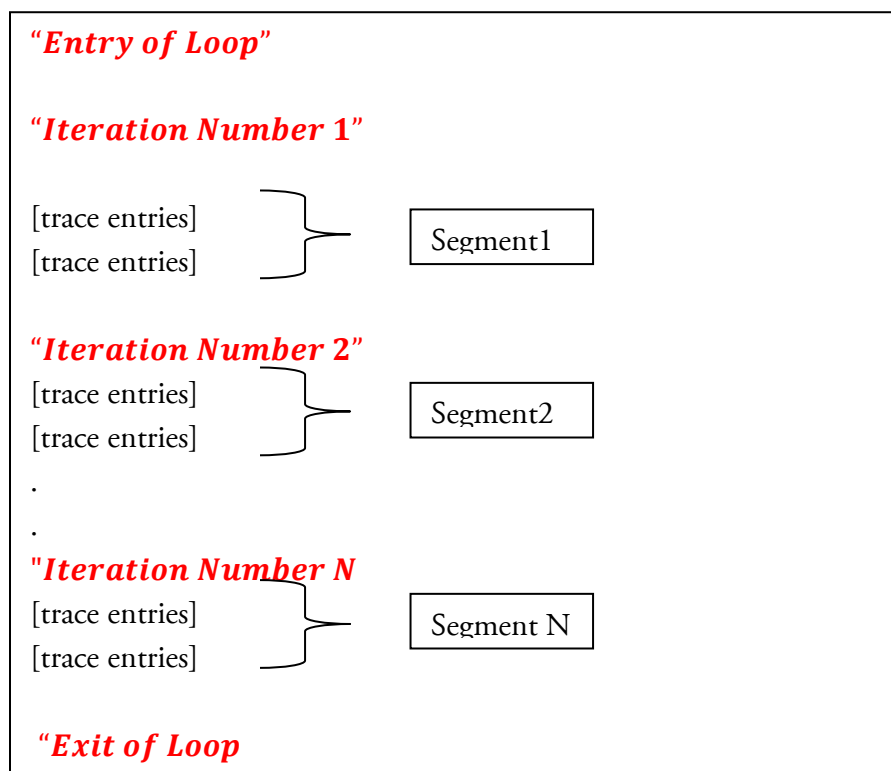 “Entry of Loop”
“Iteration Number 1”
[trace entries]
[trace entries]
Segment1
“Iteration Number 2”
[trace entries]
[trace entries]
Segment2
.
.
"Iteration Number N
[trace entries]
[trace entries]
Segment N
“Exit of Loop